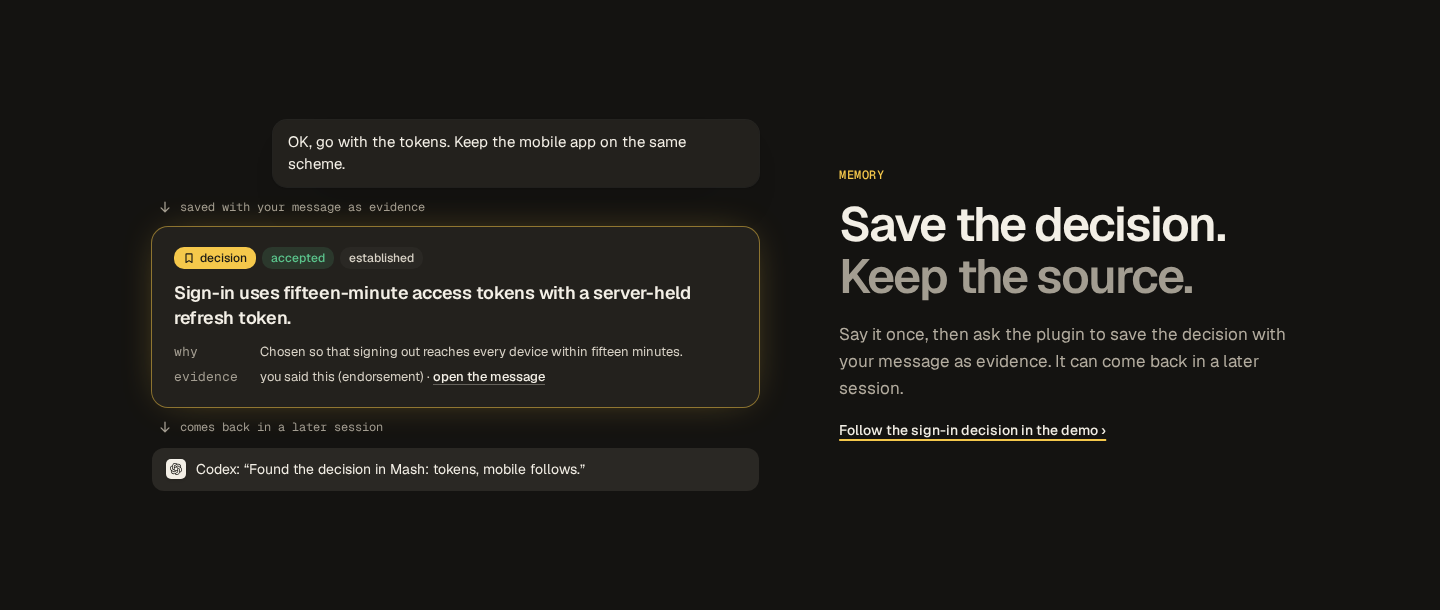 OK, go with the tokens. Keep the mobile app on the same
scheme.
↓ saved with your message as evidence
decision accepted established
Sign-in uses fifteen-minute access tokens with a server-held
refresh token.
why Chosen so that signing out reaches every device within fifteen minutes.
evidence you said this (endorsement) · open the message
↓ comes back in a later session
Codex: “Found the decision in Mash: tokens, mobile follows.”
MEMORY
Save the decision.
Keep the source.
Say it once, then ask the plugin to save the decision with
your message as evidence. It can come back in a later
session.
Follow the sign-in decision in the demo ›